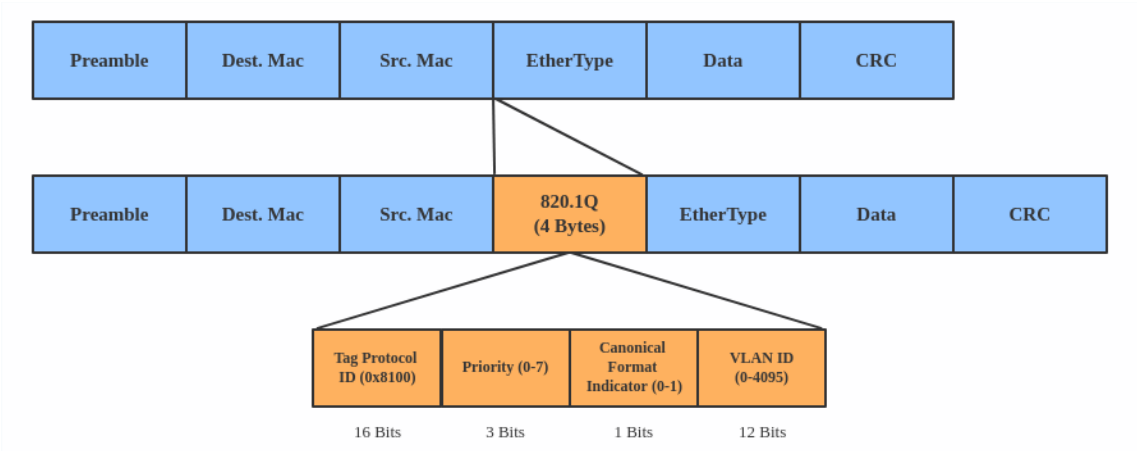 Preamble
Dest. Mac
Src. Mac
EtherType
Data
CRC
Preamble
Dest. Mac
Src. Mac
820.1Q
(4 Bytes)
EtherType
Data
CRC
Tag Protocol
ID (0x8100)
Priority (0-7)
Canonical
Format
Indicator (0-1)
VLAN ID
(0-4095)
16 Bits
3 Bits
1 Bits
12 Bits